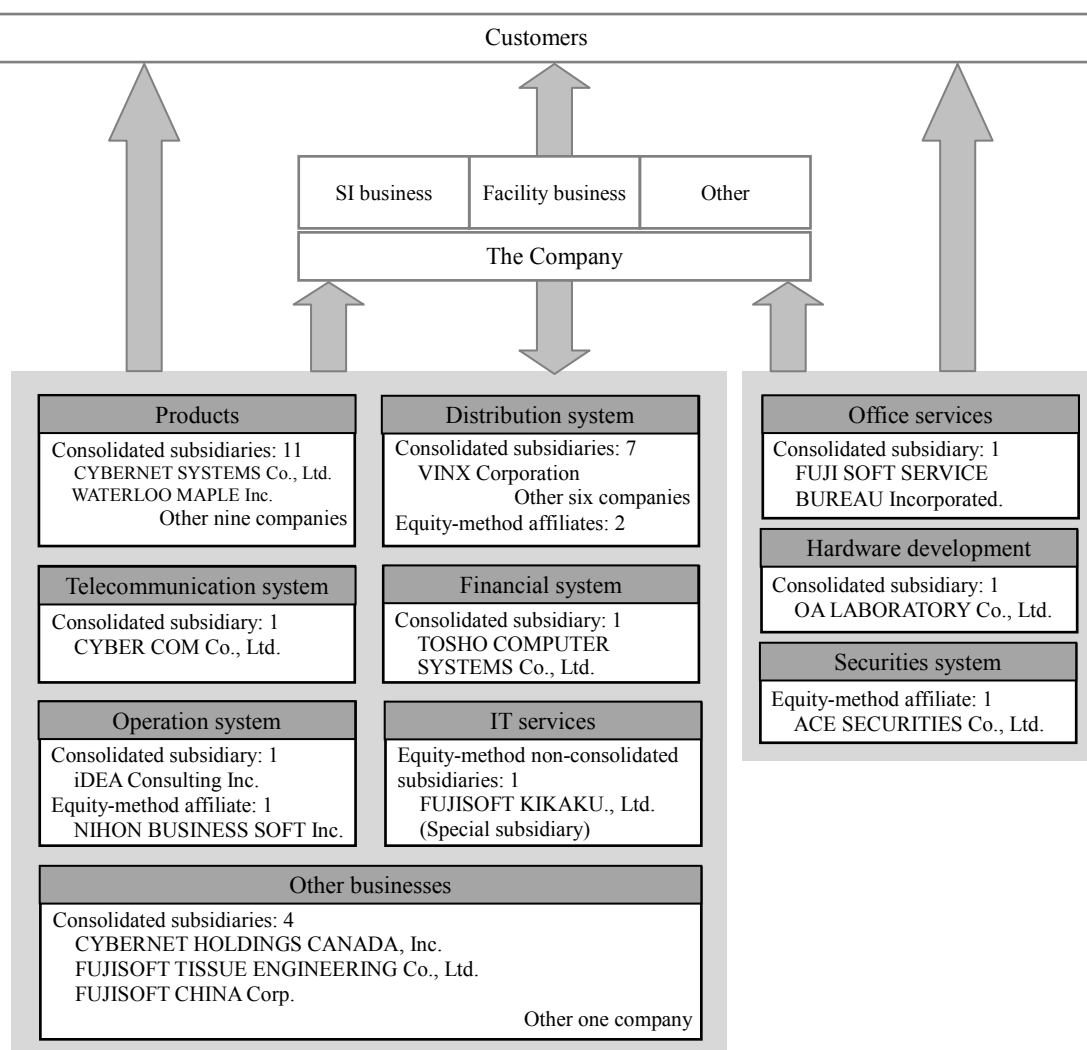 Customers
SI business
Facility business
Other
The Company
Products
Consolidated subsidiaries: 11
CYBERNET SYSTEMS Co., Ltd.
WATERLOO MAPLE Inc.
Other nine companies
Distribution system
Consolidated subsidiaries: 7
VINX Corporation
Other six companies
Equity-method affiliates: 2
Telecommunication system
Consolidated subsidiary: 1
CYBER COM Co., Ltd.
Financial system
Consolidated subsidiary: 1
TOSHO COMPUTER
SYSTEMS Co., Ltd.
Operation system
Consolidated subsidiary: 1
iDEA Consulting Inc.
Equity-method affiliate: 1
NIHON BUSINESS SOFT Inc.
IT services
Equity-method non-consolidated
subsidiaries: 1
FUJISOFT KIKAKU., Ltd.
(Special subsidiary)
Other businesses
Consolidated subsidiaries: 4
CYBERNET HOLDINGS CANADA, Inc.
FUJISOFT TISSUE ENGINEERING Co., Ltd.
FUJISOFT CHINA Corp.
Other one company
Office services
Consolidated subsidiary: 1
FUJI SOFT SERVICE
BUREAU Incorporated.
Hardware development
Consolidated subsidiary: 1
OA LABORATORY Co., Ltd.
Securities system
Equity-method affiliate: 1
ACE SECURITIES Co., Ltd.